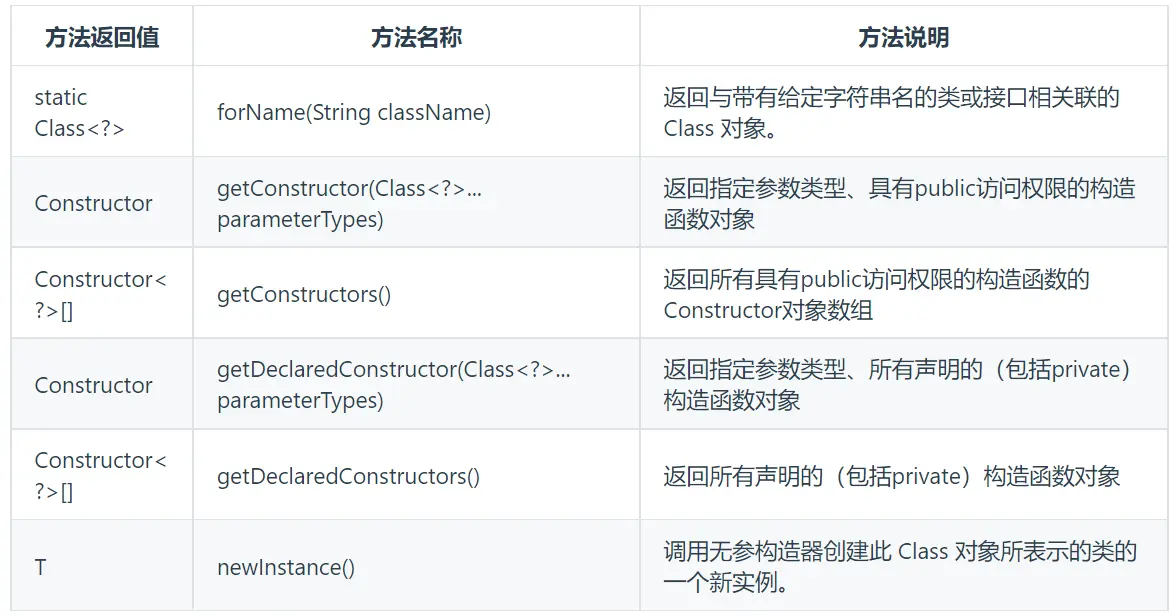 方法返回值 方法名称 方法说明
static
Class<?>
forName(String className)
返回与带有给定字符串名的类或接口相关联的
Class 对象。
Constructor
getConstructor(Class<?>...
parameterTypes)
返回指定参数类型、具有public访问权限的构造
函数对象
Constructor<
?>[]
getConstructors()
返回所有具有public访问权限的构造函数的
Constructor对象数组
Constructor
getDeclaredConstructor(Class<?>...
parameterTypes)
返回指定参数类型、所有声明的（包括private）
构造函数对象
Constructor<
?>[]
getDeclaredConstructors()
返回所有声明的（包括private）构造函数对象
T
newInstance()
调用无参构造器创建此 Class 对象所表示的类的
一个新实例。